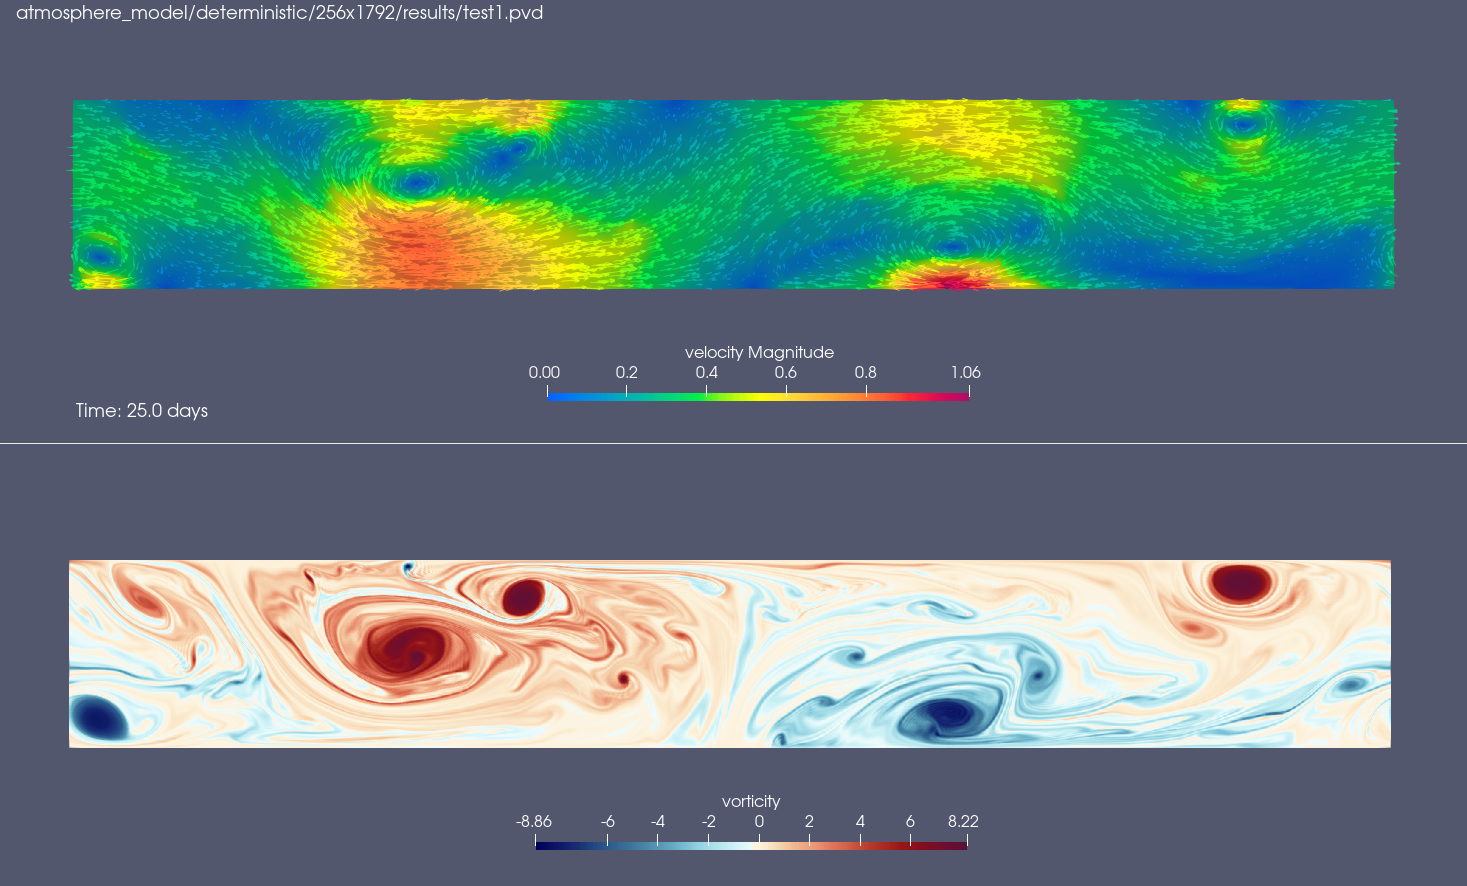 atmosphere_model/deterministic/256x1792/results/test1.pvd
velocity Magnitude
0.00 0.2 0.4 0.6 0.8 1.06
Time: 25.0 days
vorticity
-8.86 -6 -4 -2 0 2 4 6 8.22